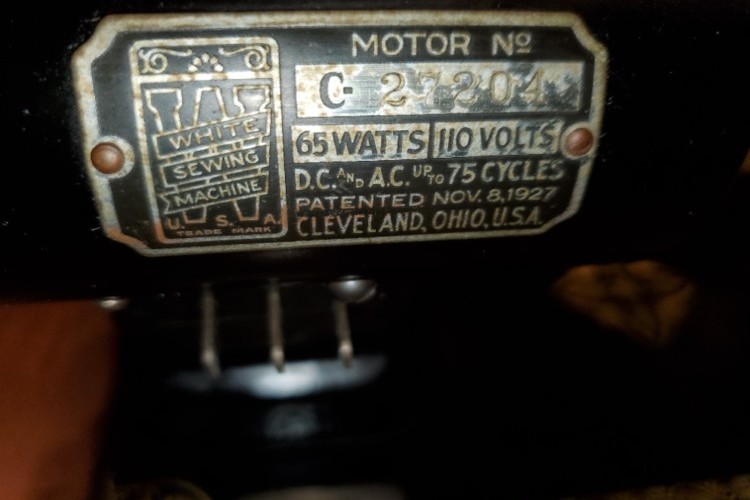 WHITE
SEWING
MACHINE
U. S. A.
TRADE MARK
MOTOR Nº
C- 27204
65 WATTS 110 VOLTS
D.C. AND A.C. UP TO 75 CYCLES
PATENTED NOV. 8, 1927
CLEVELAND, OHIO, U.S.A.